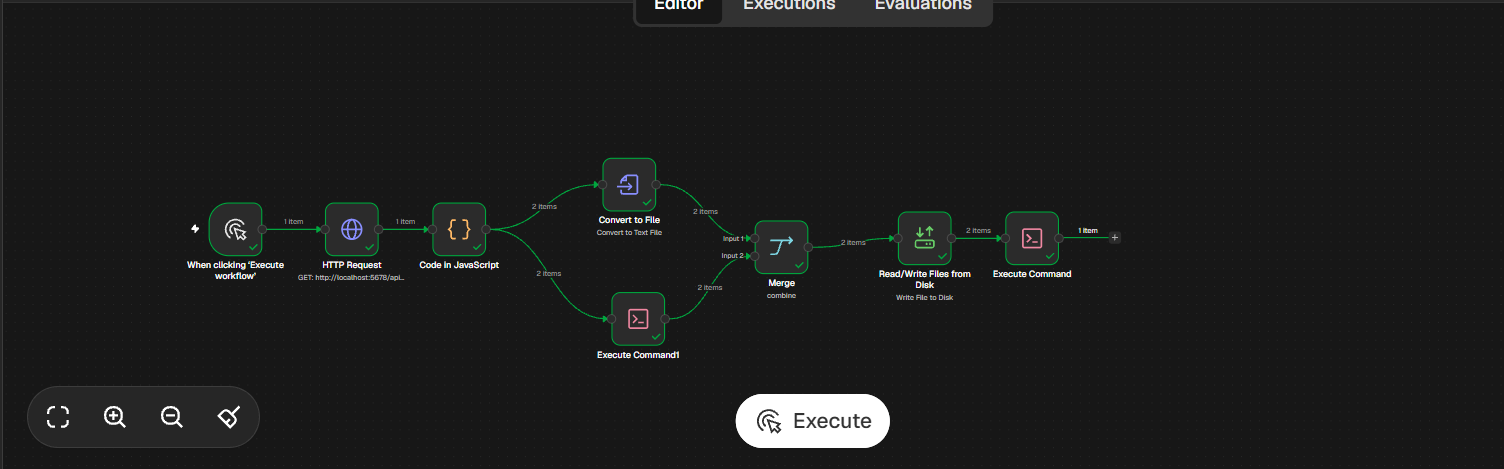 Editor Executions Evaluations
1 item
1 item
2 items
2 items
2 items
2 items
2 items
2 items
1 item
When clicking ‘Execute
workflow’
HTTP Request
GET: http://localhost:5678/api...
{ }
Code in JavaScript
Convert to File
Convert to Text File
Execute Command1
Input 1
Input 2
Merge
combine
Read/Write Files from
Disk
Write File to Disk
Execute Command
+
Execute